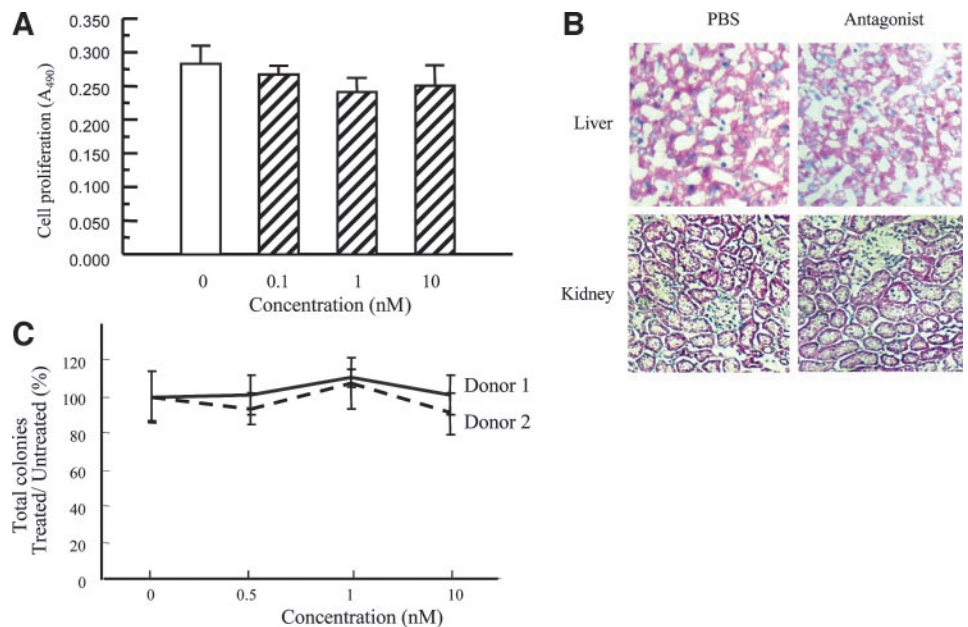 A
Cell proliferation (A490)
0.350
0.300
0.250
0.200
0.150
0.100
0.050
0.000
0
0.1
1
10
Concentration (nM)
B
PBS
Antagonist
Liver
Kidney
C
Total colonies
Treated/ Untreated (%)
120
100
80
60
40
20
0
Donor 1
Donor 2
0
0.5
1
10
Concentration (nM)